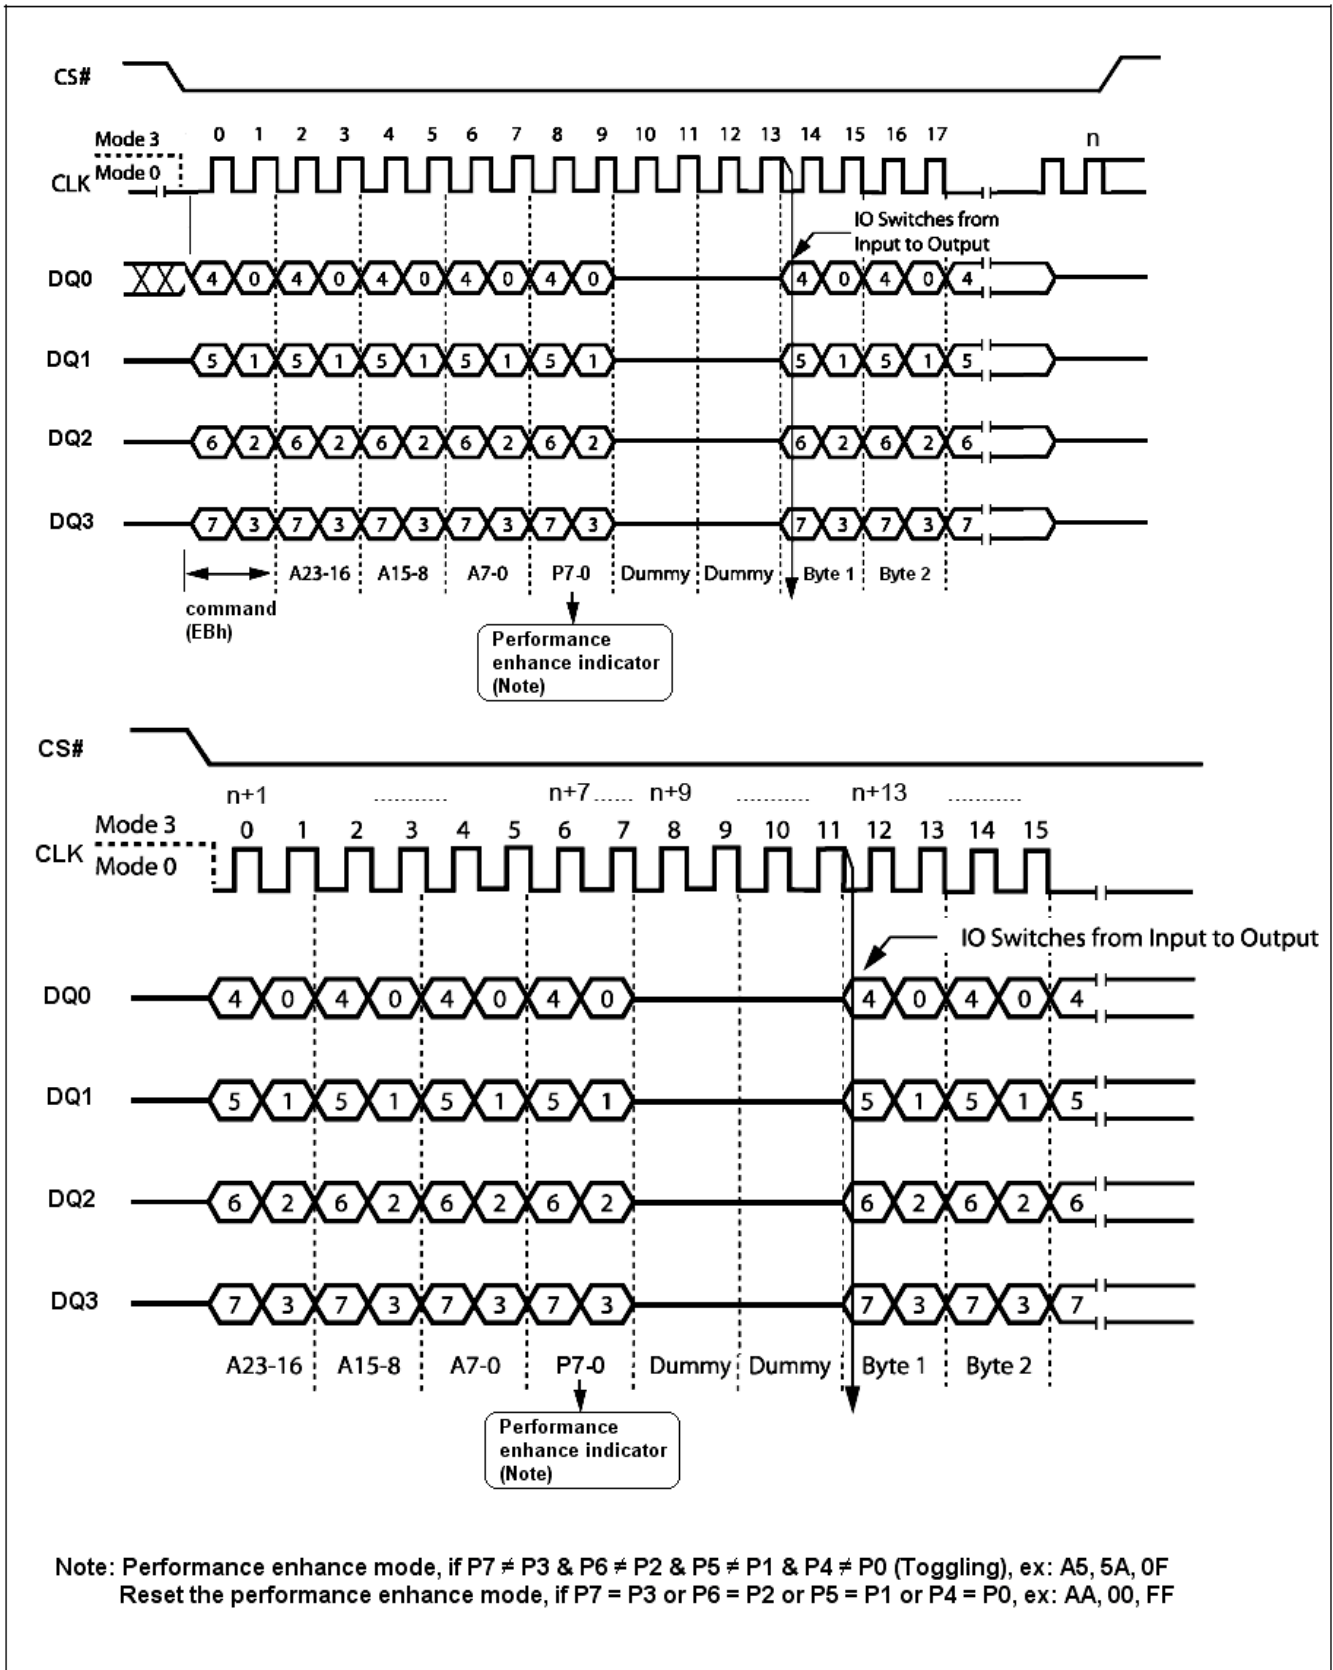 CS#
0 1 2 3 4 5 6 7 8 9 10 11 12 13 14 15 16 17 n
Mode 3
Mode 0
CLK
IO Switches from
Input to Output
DQ0 4 0 4 0 4 0 4 0 4 0 4 0 4 0 4
DQ1 5 1 5 1 5 1 5 1 5 1 5 1 5 1 5
DQ2 6 2 6 2 6 2 6 2 6 2 6 2 6 2 6
DQ3 7 3 7 3 7 3 7 3 7 3 7 3 7 3 7
A23-16 A15-8 A7-0 P7-0 Dummy Dummy Byte 1 Byte 2
command
(EBh)
Performance
enhance indicator
(Note)
CS#
n+1 ......... n+7 ...... n+9 ......... n+13 .........
Mode 3 0 1 2 3 4 5 6 7 8 9 10 11 12 13 14 15
CLK
Mode 0
IO Switches from Input to Output
DQ0 4 0 4 0 4 0 4 0 4 0 4 0 4
DQ1 5 1 5 1 5 1 5 1 5 1 5 1 5
DQ2 6 2 6 2 6 2 6 2 6 2 6 2 6
DQ3 7 3 7 3 7 3 7 3 7 3 7 3 7
A23-16 A15-8 A7-0 P7-0 Dummy Dummy Byte 1 Byte 2
Performance
enhance indicator
(Note)
Note: Performance enhance mode, if P7 ≠ P3 & P6 ≠ P2 & P5 ≠ P1 & P4 ≠ P0 (Toggling), ex: A5, 5A, 0F
Reset the performance enhance mode, if P7 = P3 or P6 = P2 or P5 = P1 or P4 = P0, ex: AA, 00, FF